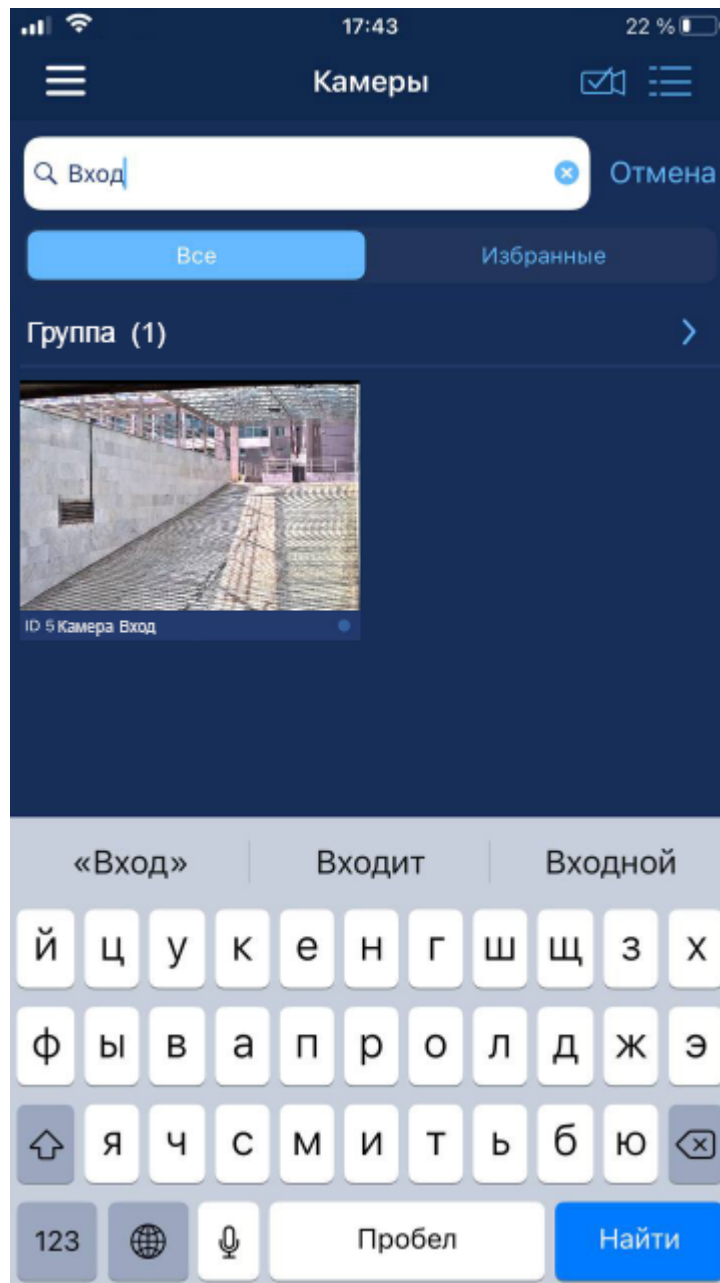 17:43
22 %
Камеры
Вход
Отмена
Все
Избранные
Группа (1)
ID 5 Камера Вход
«Вход»
Входит
Входной
й ц у к е н г ш щ з х
ф ы в а п р о л д ж э
я ч с м и т ь б ю
123
Пробел
Найти